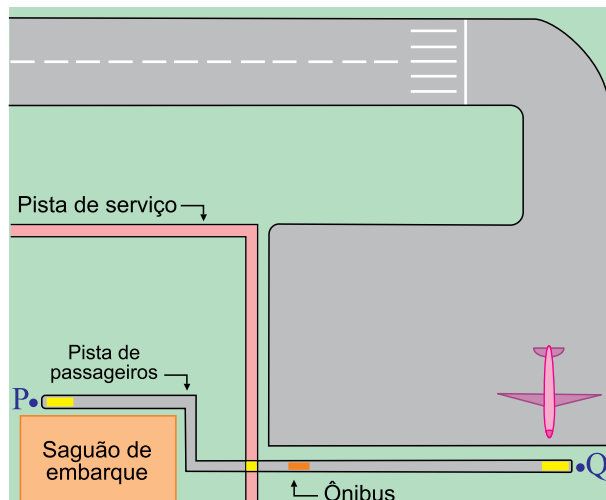 Pista de serviço
Pista de
passageiros
P
Saguão de
embarque
Q
Ônibus